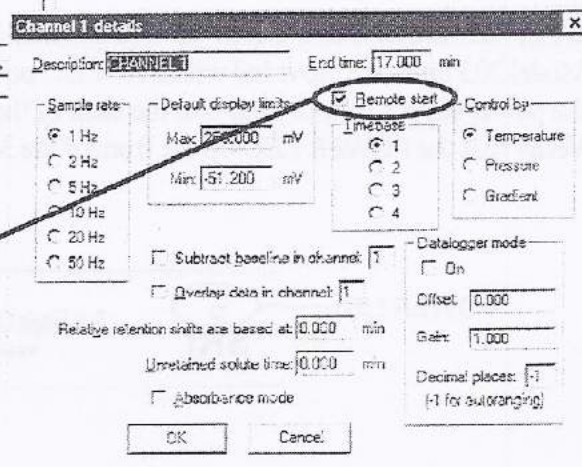 Channel 1 details
Description: CHANNEL 1
End time: 17.000 min
Sample rate
1 Hz
2 Hz
5 Hz
10 Hz
20 Hz
50 Hz
Default display limits
Max: mV
Min: -51.200 mV
Remote start
Timebase
1
2
3
4
Control by
Temperature
Pressure
Gradient
Subtract baseline in channel: 1
Overlap data in channel: 1
Relative retention shifts are based at: 0.000 min
Unretained solute time: 0.000 min
Absorbance mode
Datalogger mode
On
Offset: 0.000
Gain: 1.000
Decimal places: -1
(-1 for autoranging)
OK
Cancel